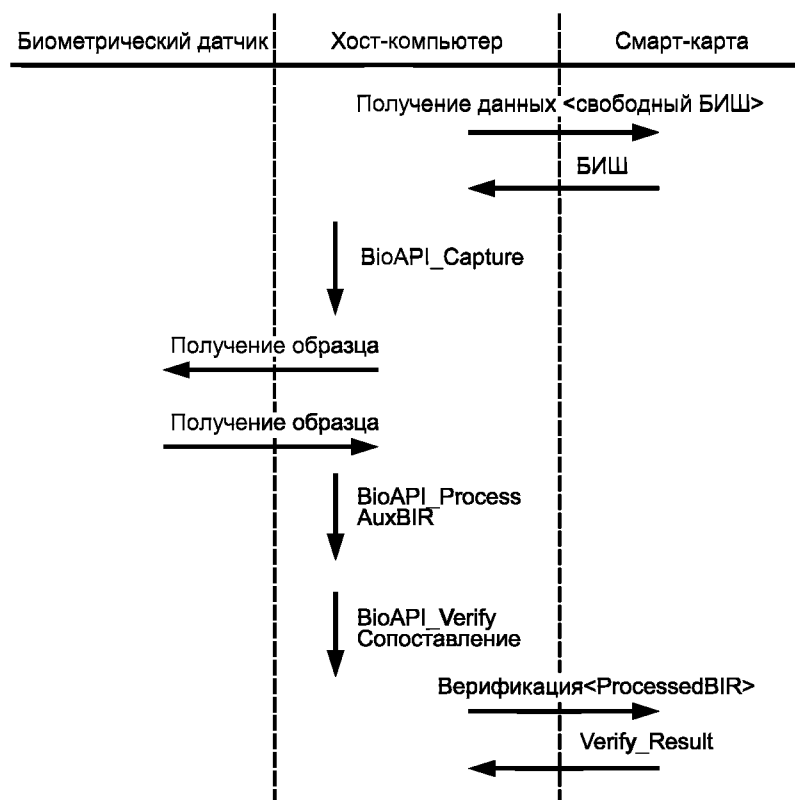 Биометрический датчик
Хост-компьютер
Смарт-карта
Получение данных <свободный БИШ>
БИШ
BioAPI_Capture
Получение образца
Получение образца
BioAPI_Process
AuxBIR
BioAPI_Verify
Сопоставление
Верификация<ProcessedBIR>
Verify_Result